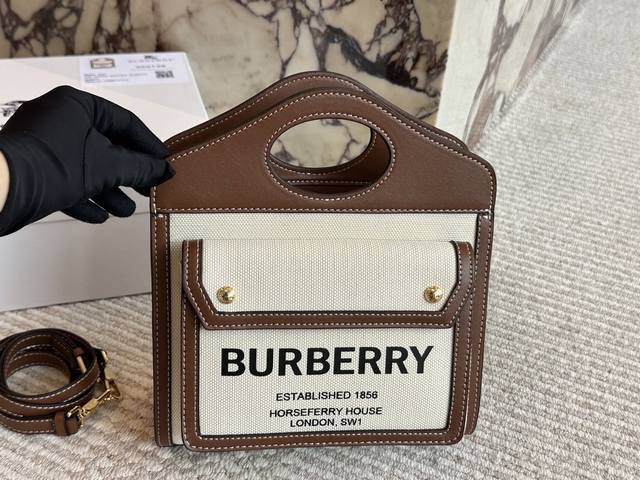 BURBERRY
ESTABLISHED 1856
HORSEFERRY HOUSE
LONDON, SW1